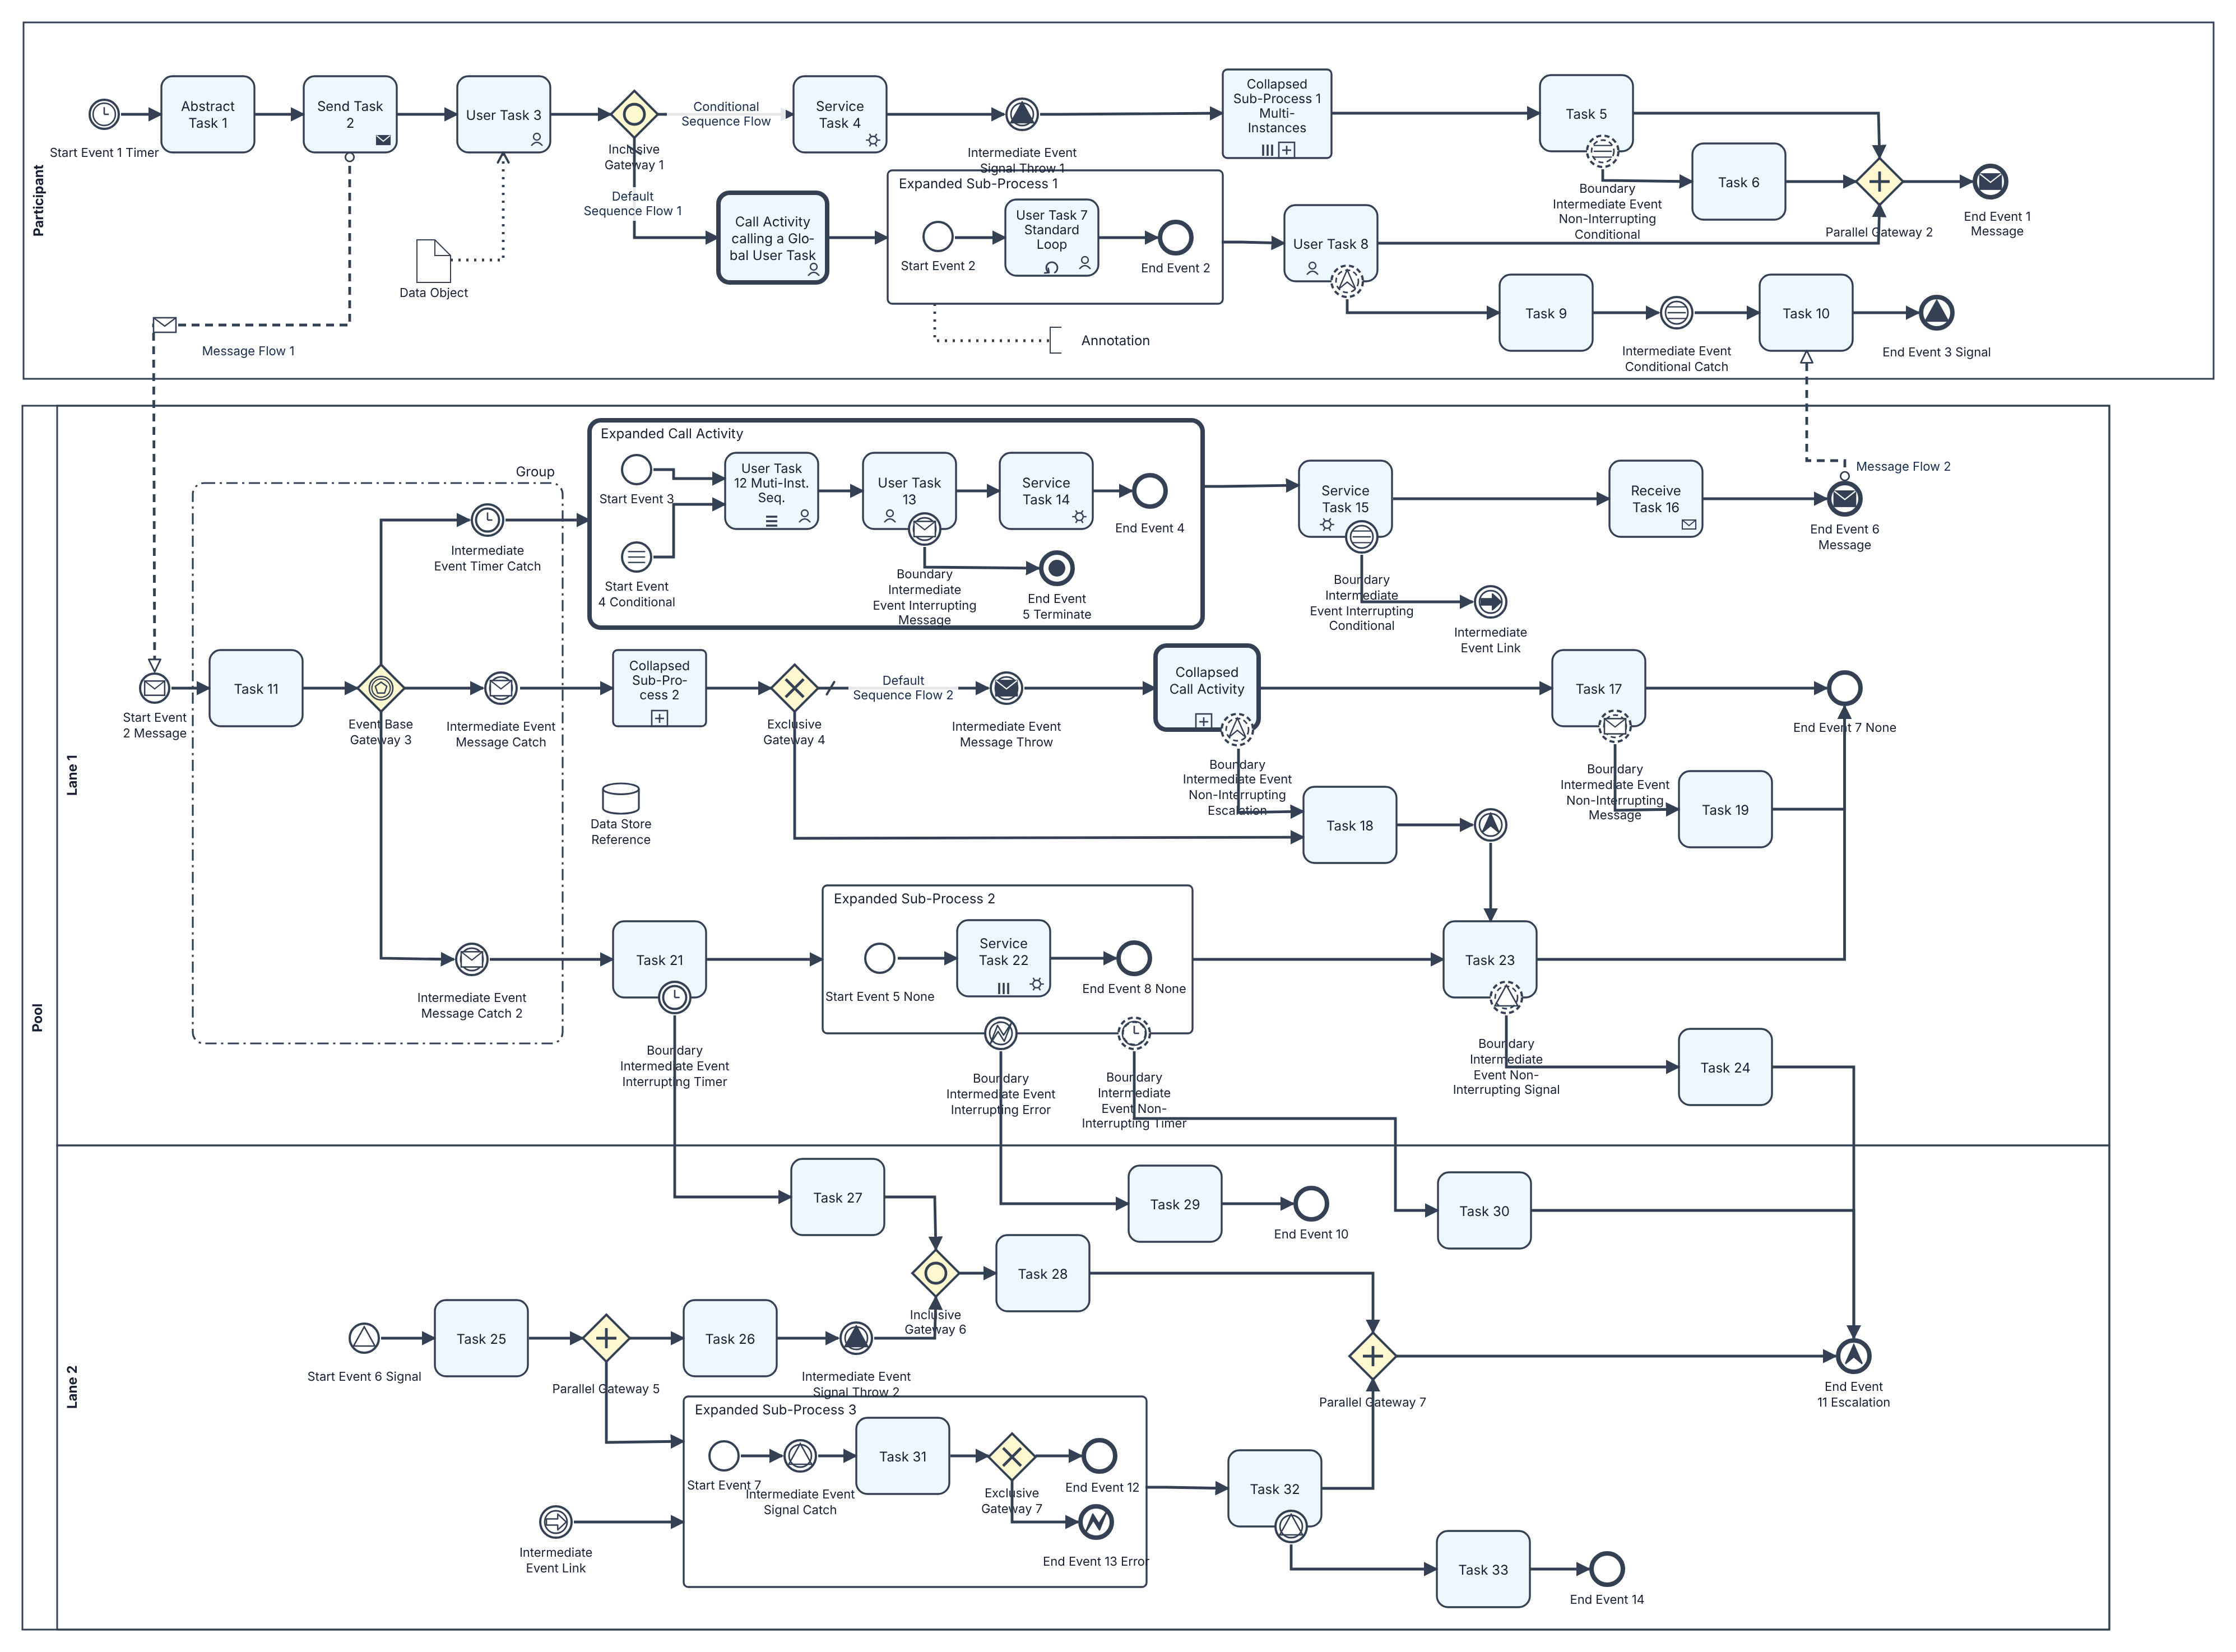 Participant
Start Event 1 Timer
Abstract
Task 1
Send Task
2
User Task 3
Inclusive
Gateway 1
Conditional
Sequence Flow
Service
Task 4
Intermediate Event
Signal Throw 1
Collapsed
Sub-Process 1
Multi-
Instances
Task 5
Boundary
Intermediate Event
Non-Interrupting
Conditional
Task 6
Parallel Gateway 2
End Event 1
Message
Default
Sequence Flow 1
Call Activity
calling a Glo-
bal User Task
Expanded Sub-Process 1
Start Event 2
User Task 7
Standard
Loop
End Event 2
User Task 8
Data Object
Message Flow 1
Annotation
Task 9
Intermediate Event
Conditional Catch
Task 10
End Event 3 Signal
Pool
Lane 1
Group
Expanded Call Activity
Start Event 3
User Task
12 Muti-Inst.
Seq.
User Task
13
Service
Task 14
End Event 4
Start Event
4 Conditional
Boundary
Intermediate
Event Interrupting
Message
End Event
5 Terminate
Service
Task 15
Receive
Task 16
Message Flow 2
End Event 6
Message
Boundary
Intermediate
Event Interrupting
Conditional
Intermediate
Event Link
Intermediate
Event Timer Catch
Start Event
2 Message
Task 11
Event Base
Gateway 3
Intermediate Event
Message Catch
Collapsed
Sub-Pro-
cess 2
Exclusive
Gateway 4
Default
Sequence Flow 2
Intermediate Event
Message Throw
Collapsed
Call Activity
Boundary
Intermediate Event
Non-Interrupting
Escalation
Task 17
Boundary
Intermediate Event
Non-Interrupting
Message
End Event 7 None
Task 19
Data Store
Reference
Task 18
Intermediate Event
Message Catch 2
Task 21
Boundary
Intermediate Event
Interrupting Timer
Expanded Sub-Process 2
Start Event 5 None
Service
Task 22
End Event 8 None
Boundary
Intermediate Event
Interrupting Error
Boundary
Intermediate
Event Non-
Interrupting Timer
Task 23
Boundary
Intermediate
Event Non-
Interrupting Signal
Task 24
Lane 2
Task 27
Task 29
End Event 10
Task 30
Inclusive
Gateway 6
Task 28
Start Event 6 Signal
Task 25
Parallel Gateway 5
Task 26
Intermediate Event
Signal Throw 2
Parallel Gateway 7
End Event
11 Escalation
Expanded Sub-Process 3
Start Event 7
Intermediate Event
Signal Catch
Task 31
Exclusive
Gateway 7
End Event 12
End Event 13 Error
Intermediate
Event Link
Task 32
Task 33
End Event 14